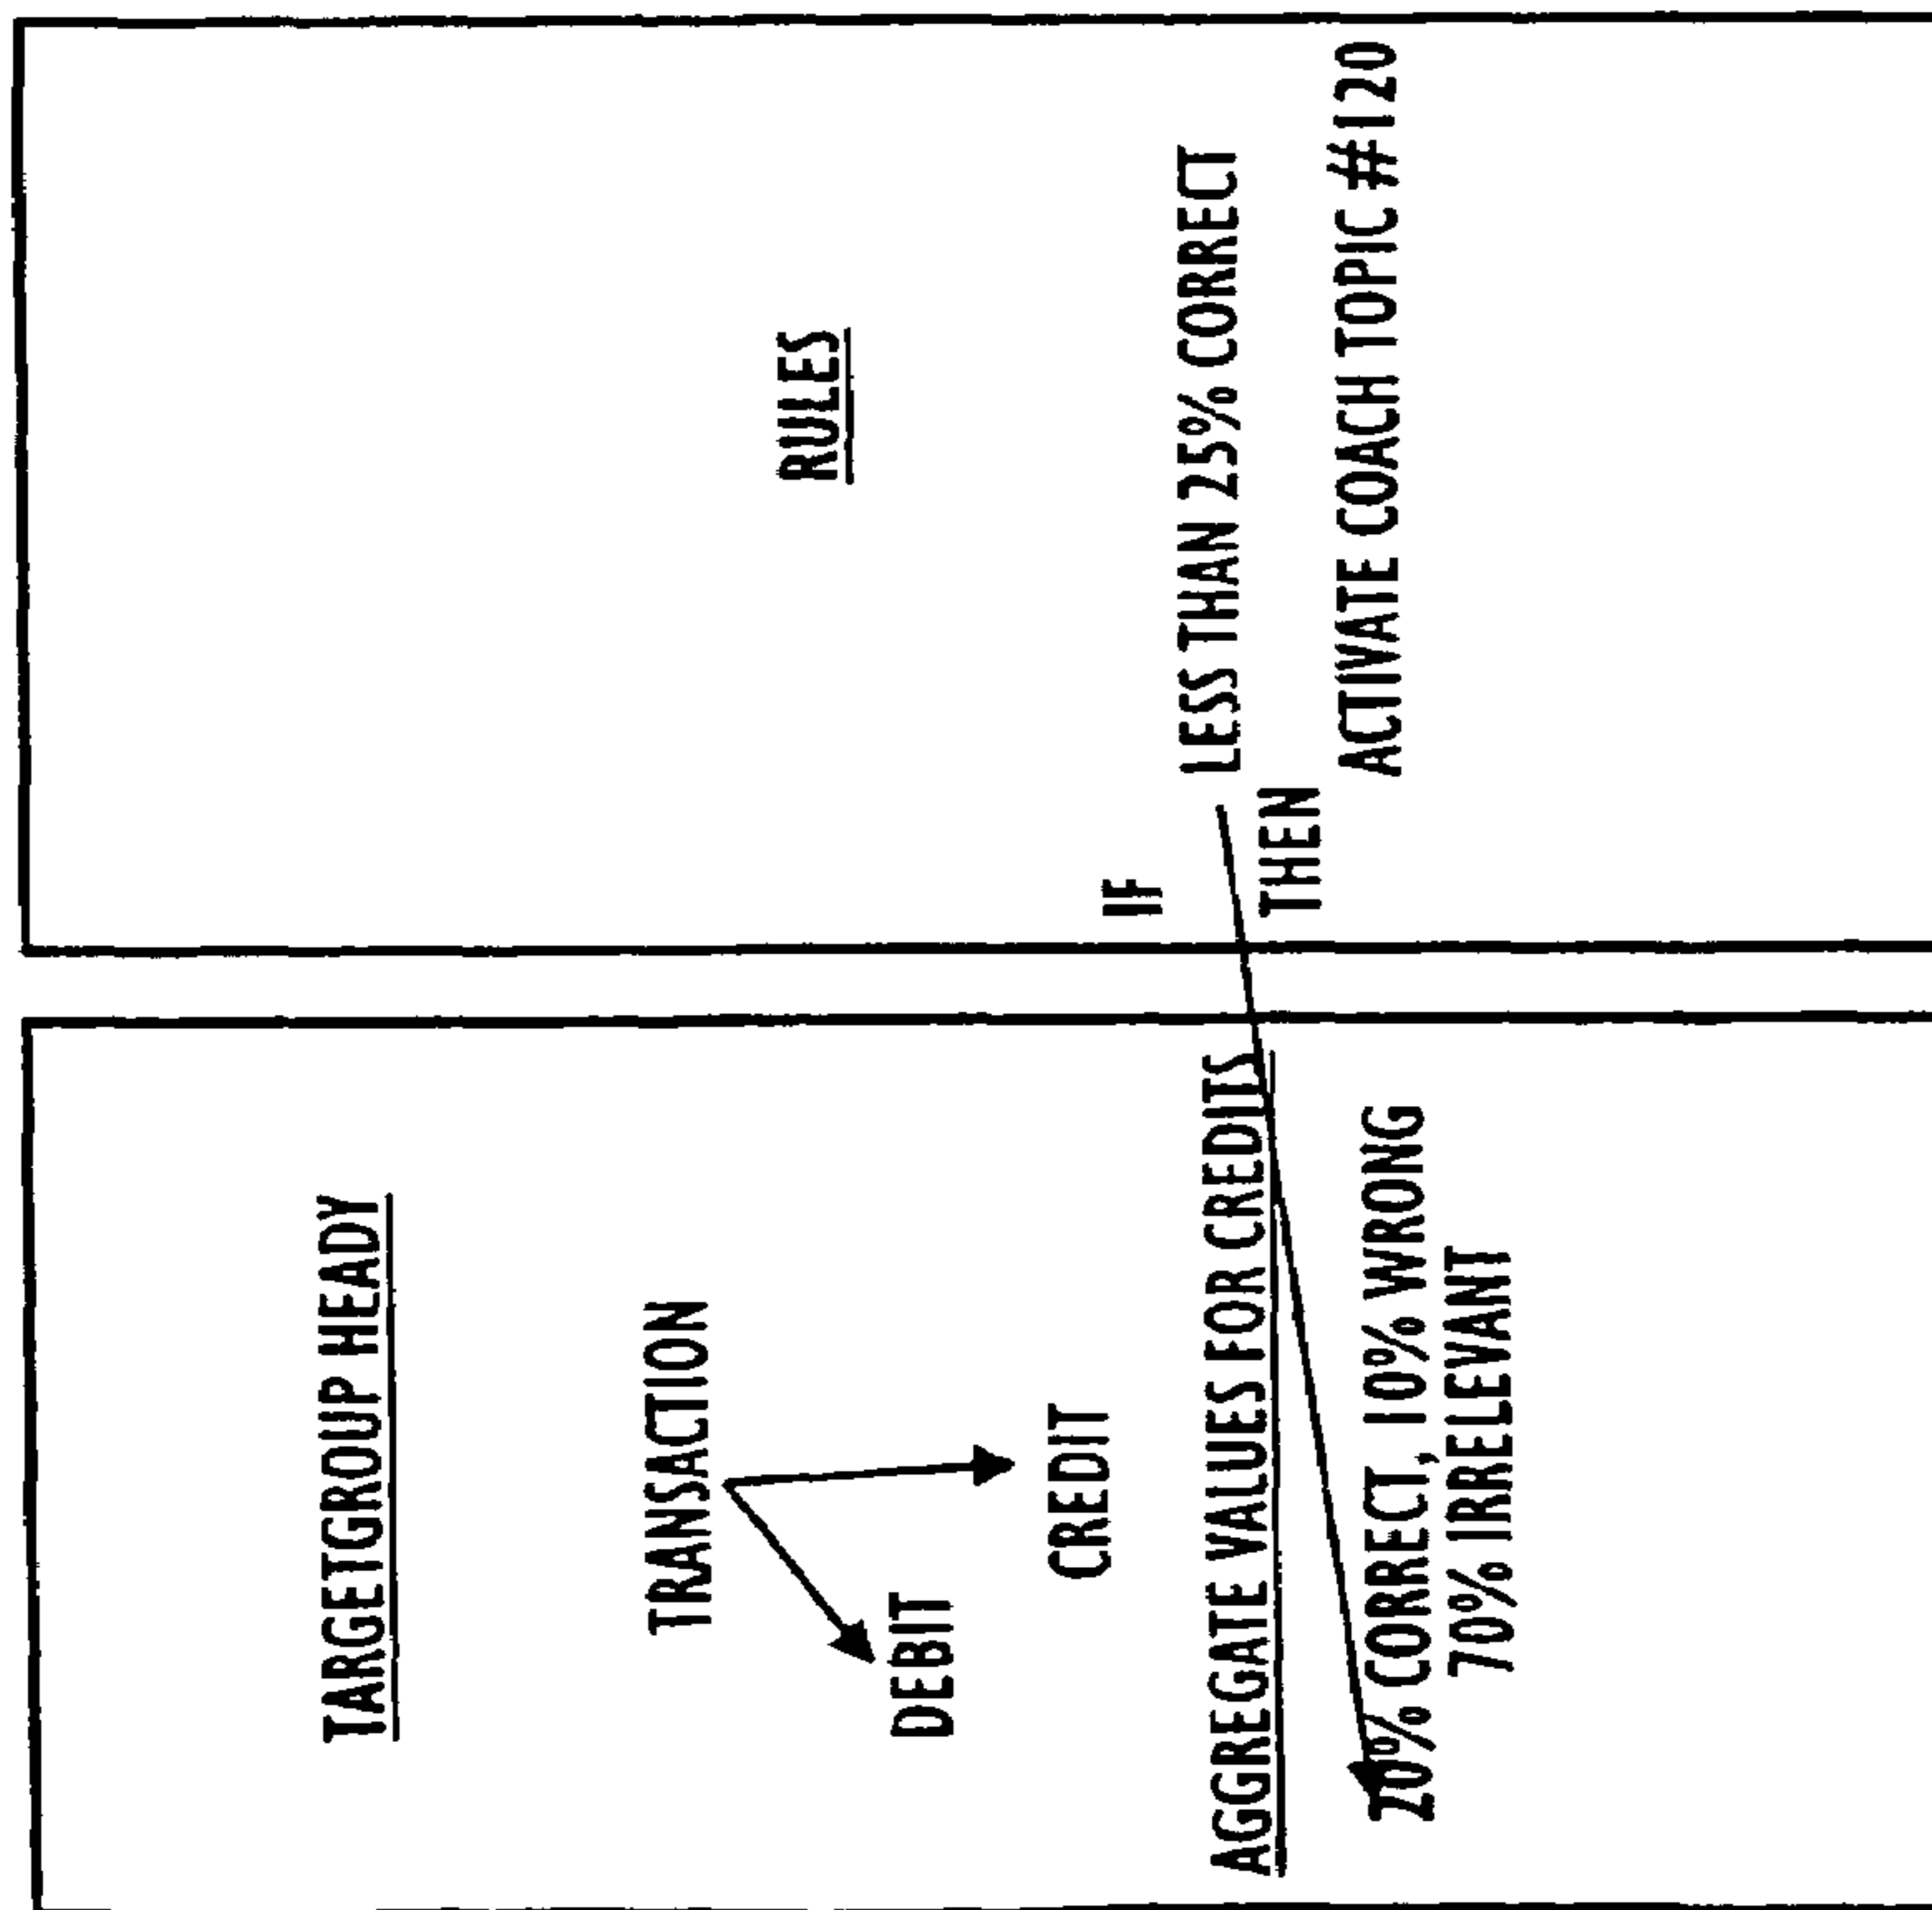 TARGETGROUP HEADY
TRANSACTION
DEBIT
CREDIT
AGGREGATE VALUES FOR CREDITS
20% CORRECT, 10% WRONG
70% IRRELEVANT
RULES
IF
LESS THAN 25% CORRECT
THEN
ACTIVATE COACH TOPIC #120